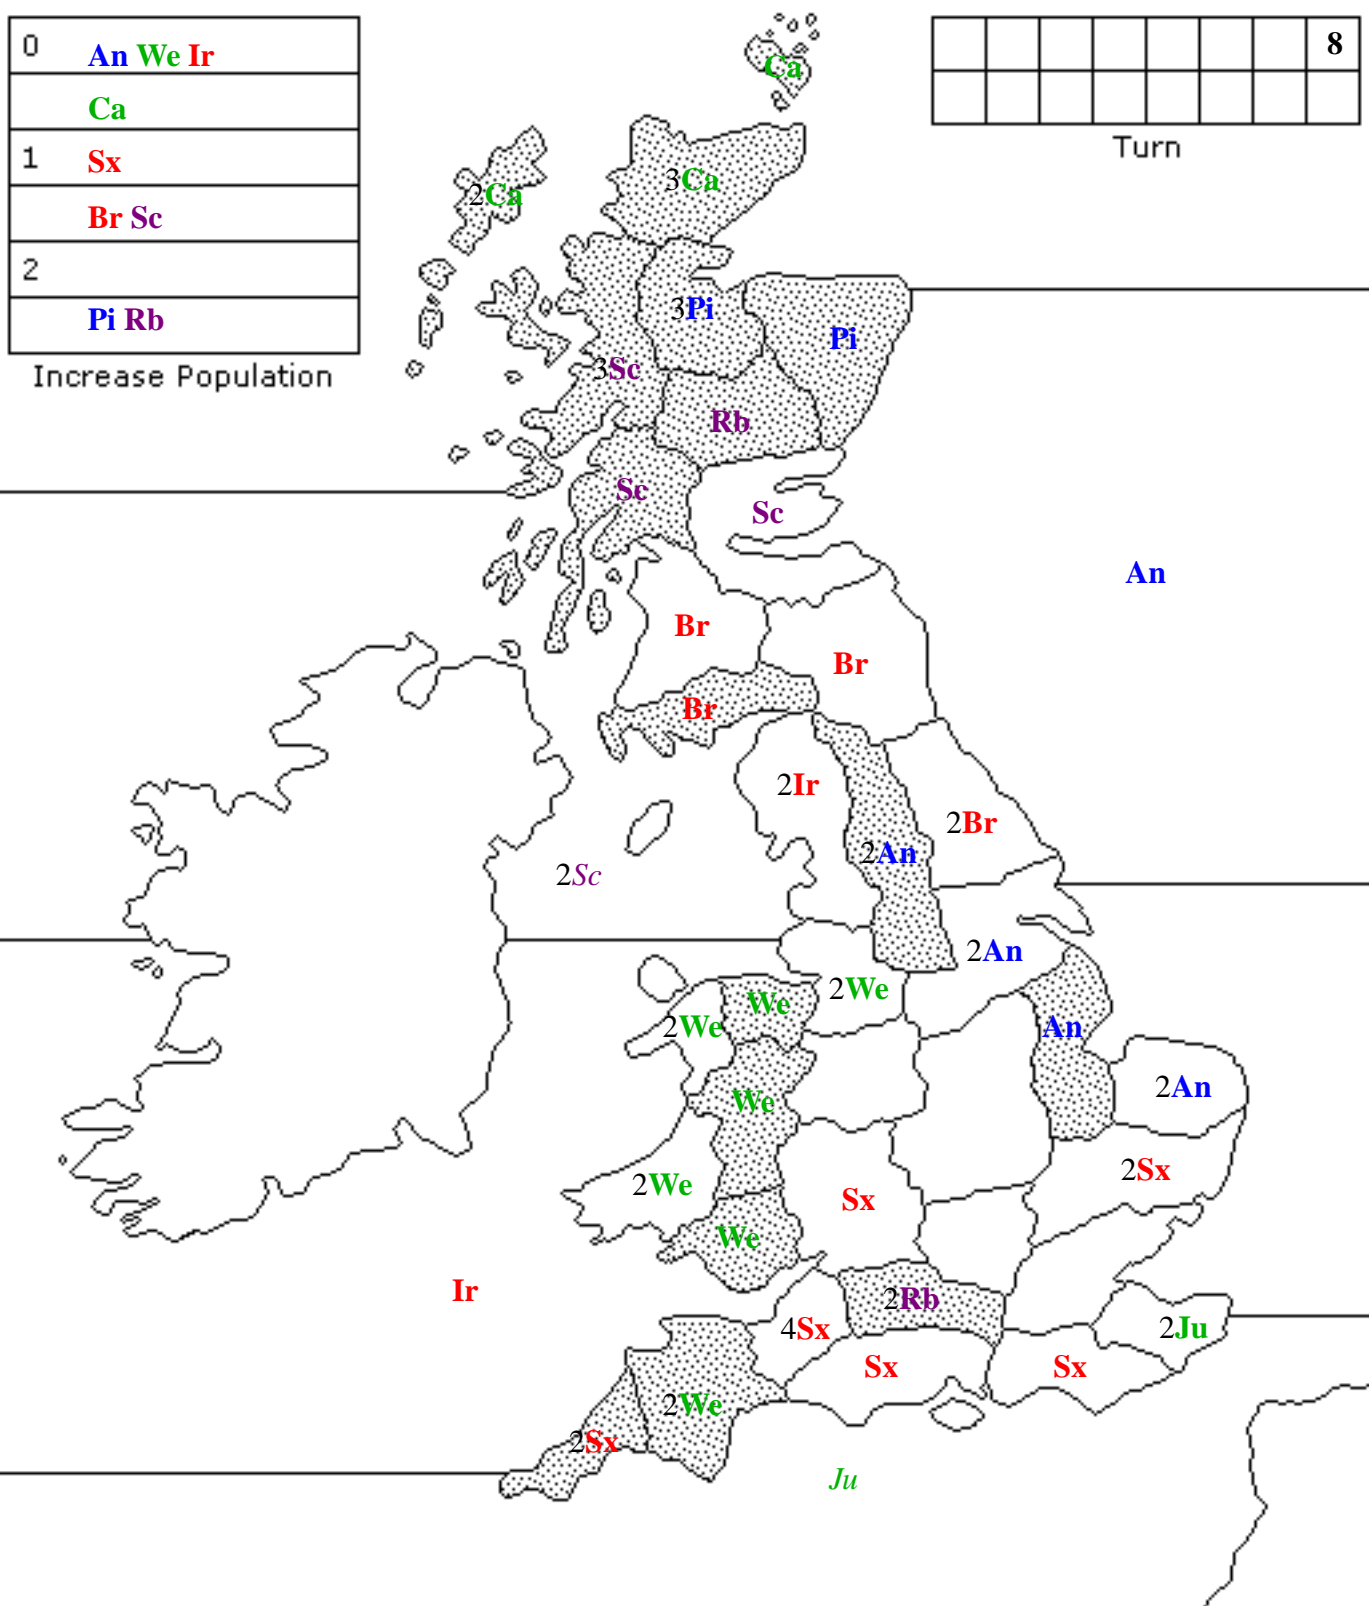 0 An We Ir
Ca
1 Sx
Br Sc
2
Pi Rb
Increase Population
8
Turn
Ca
2Ca
3Ca
3Pi
Pi
3Sc
Rb
Sc
Sc
An
Br
Br
Br
2Ir
2Br
2An
2Sc
2An
2We
We
2We
An
2An
We
2Sx
2We
Sx
We
Ir
2Rb
4Sx
2Ju
Sx
Sx
2We
2Sx
Ju